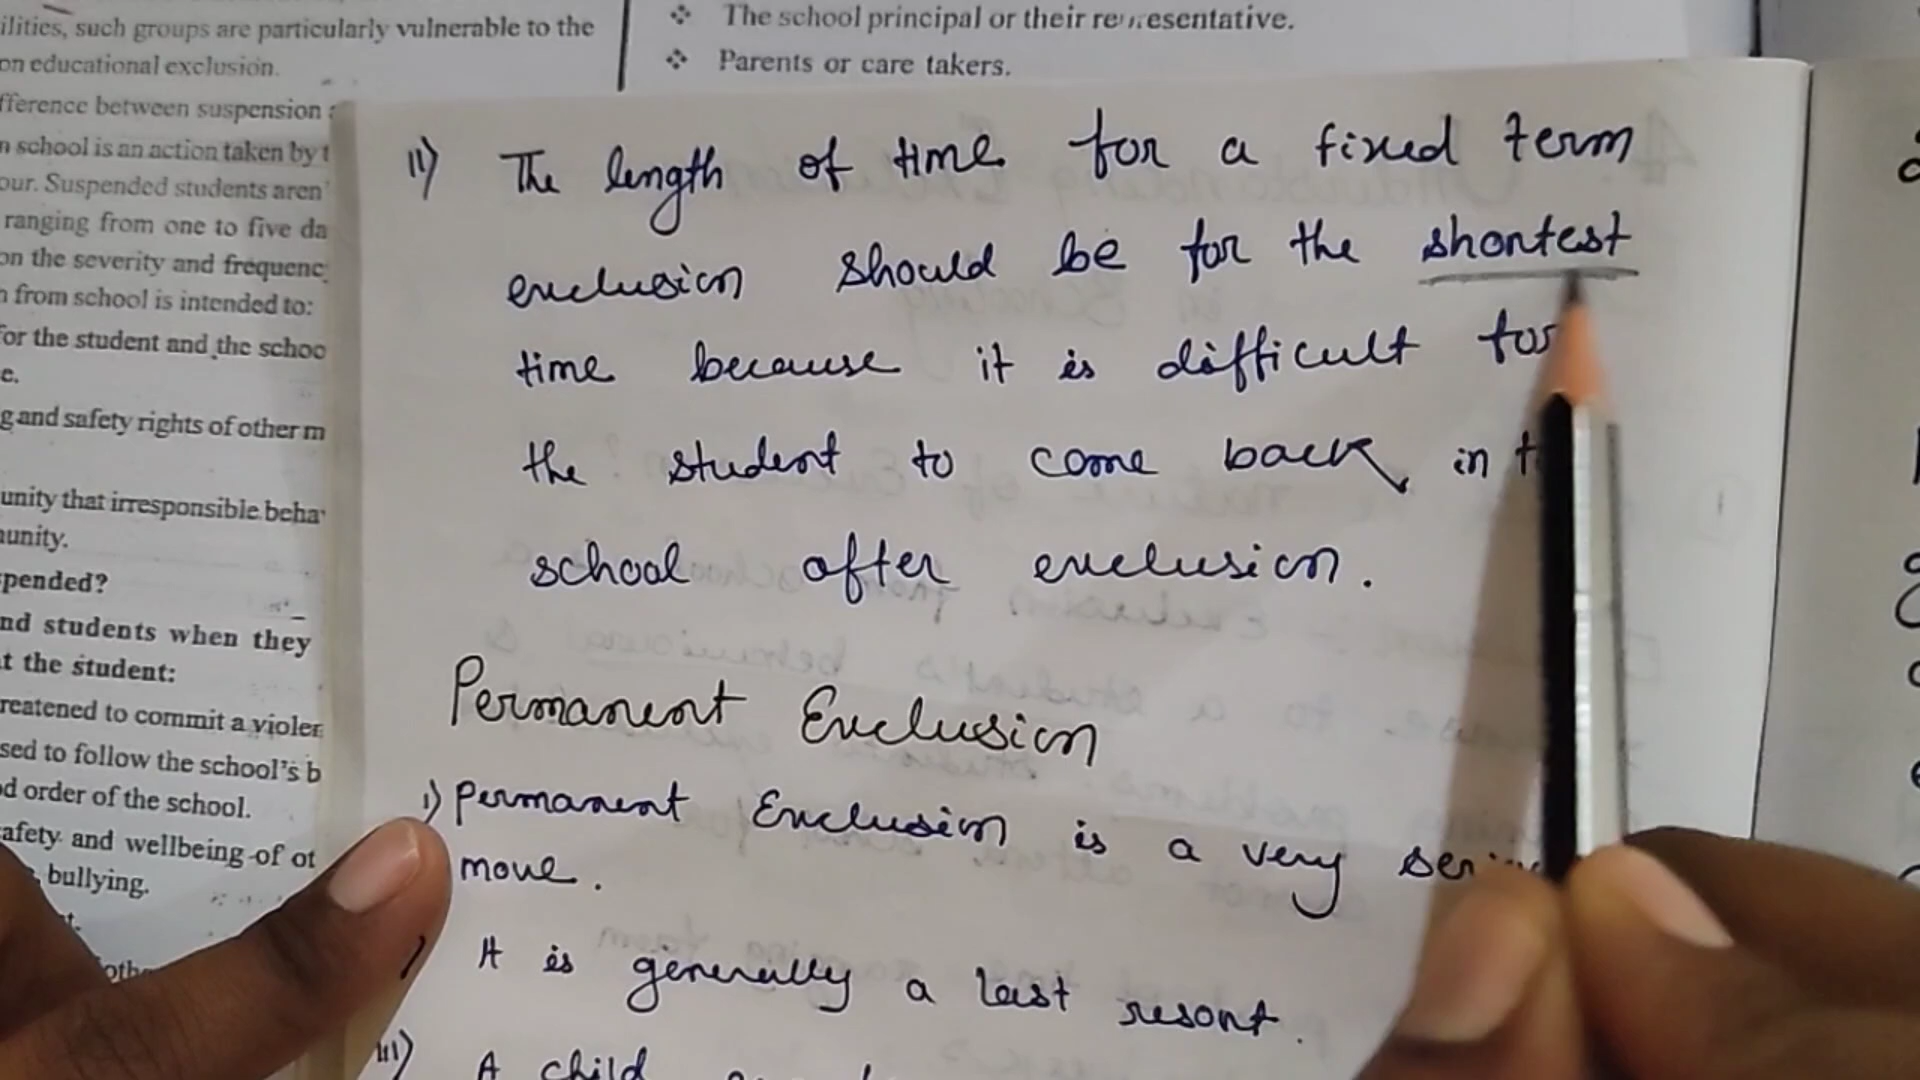 ilities, such groups are particularly vulnerable to the
on educational exclusion.
fference between suspension
n school is an action taken by t
our. Suspended students aren'
ranging from one to five da
on the severity and frequenc
n from school is intended to:
for the student and the schoo
e.
g and safety rights of other m
unity that irresponsible beha
unity.
pended?
nd students when they
t the student:
reatened to commit a violen
sed to follow the school's b
d order of the school.
afety and wellbeing of ot
bullying.
t.
othe
❖ The school principal or their representative.
❖ Parents or care takers.
ii) The length of time for a fixed term
exclusion should be for the shortest
time because it is difficult for
the student to come back in t
school after exclusion.
Permanent Exclusion
i) Permanent Exclusion is a very seri
move.
) It is generally a last resort.
iii) A child